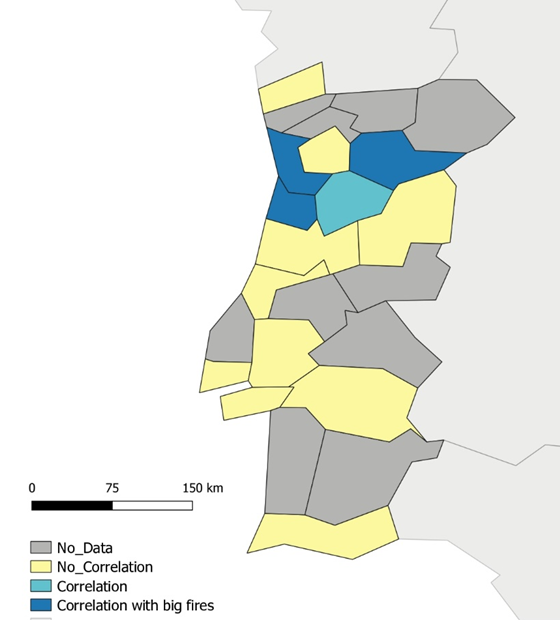 0 75 150 km
No_Data
No_Correlation
Correlation
Correlation with big fires